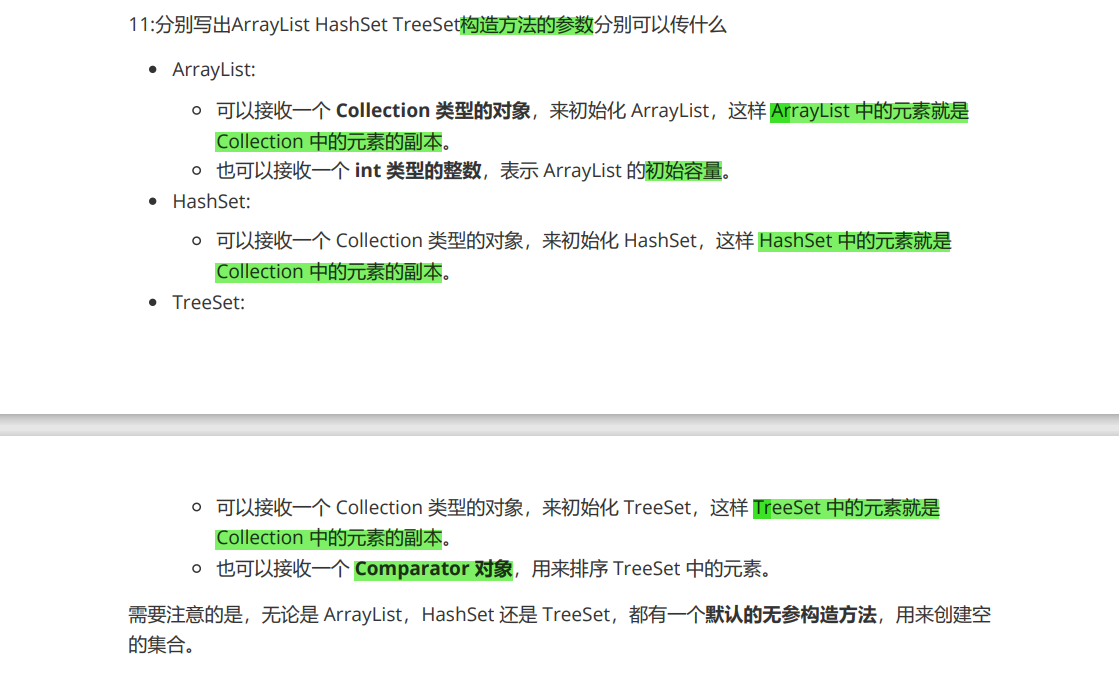 11:分别写出ArrayList HashSet TreeSet构造方法的参数分别可以传什么
ArrayList:
可以接收一个 Collection 类型的对象，来初始化 ArrayList，这样 ArrayList 中的元素就是
Collection 中的元素的副本。
也可以接收一个 int 类型的整数，表示 ArrayList 的初始容量。
HashSet:
可以接收一个 Collection 类型的对象，来初始化 HashSet，这样 HashSet 中的元素就是
Collection 中的元素的副本。
TreeSet:
可以接收一个 Collection 类型的对象，来初始化 TreeSet，这样 TreeSet 中的元素就是
Collection 中的元素的副本。
也可以接收一个 Comparator 对象，用来排序 TreeSet 中的元素。
需要注意的是，无论是 ArrayList，HashSet 还是 TreeSet，都有一个默认的无参构造方法，用来创建空
的集合。